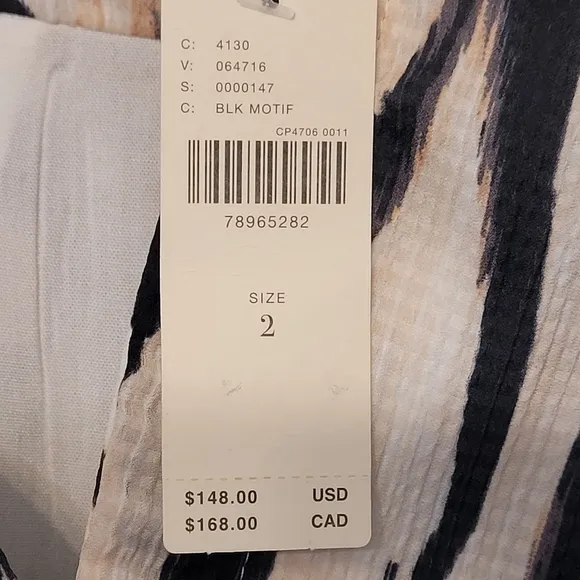 C: 4130
V: 064716
S: 0000147
C: BLK MOTIF
CP4706 0011
78965282
SIZE
2
$148.00 USD
$168.00 CAD